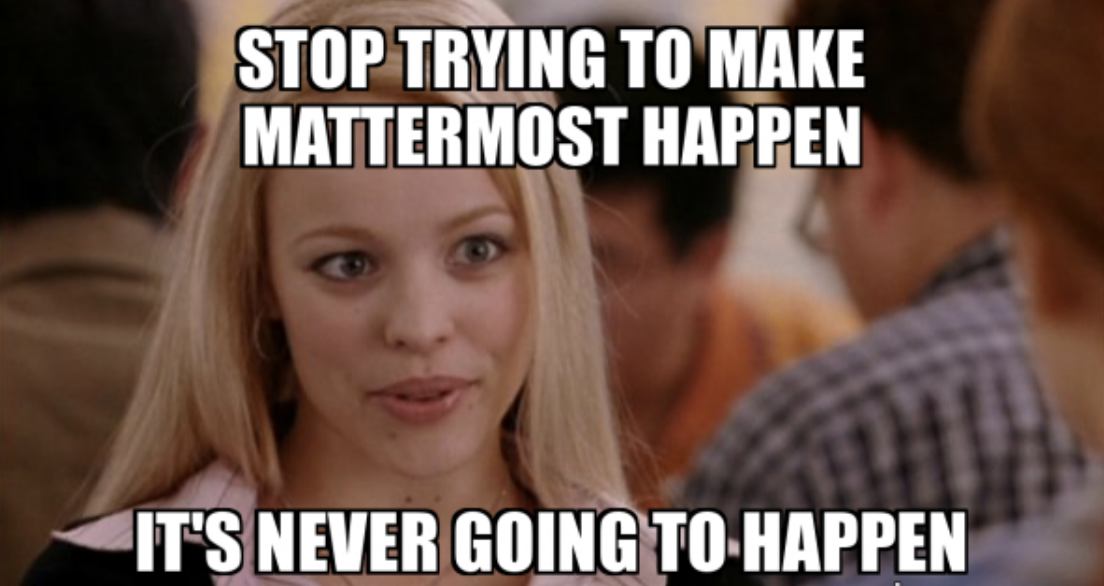 STOP TRYING TO MAKE
MATTERMOST HAPPEN
IT'S NEVER GOING TO HAPPEN